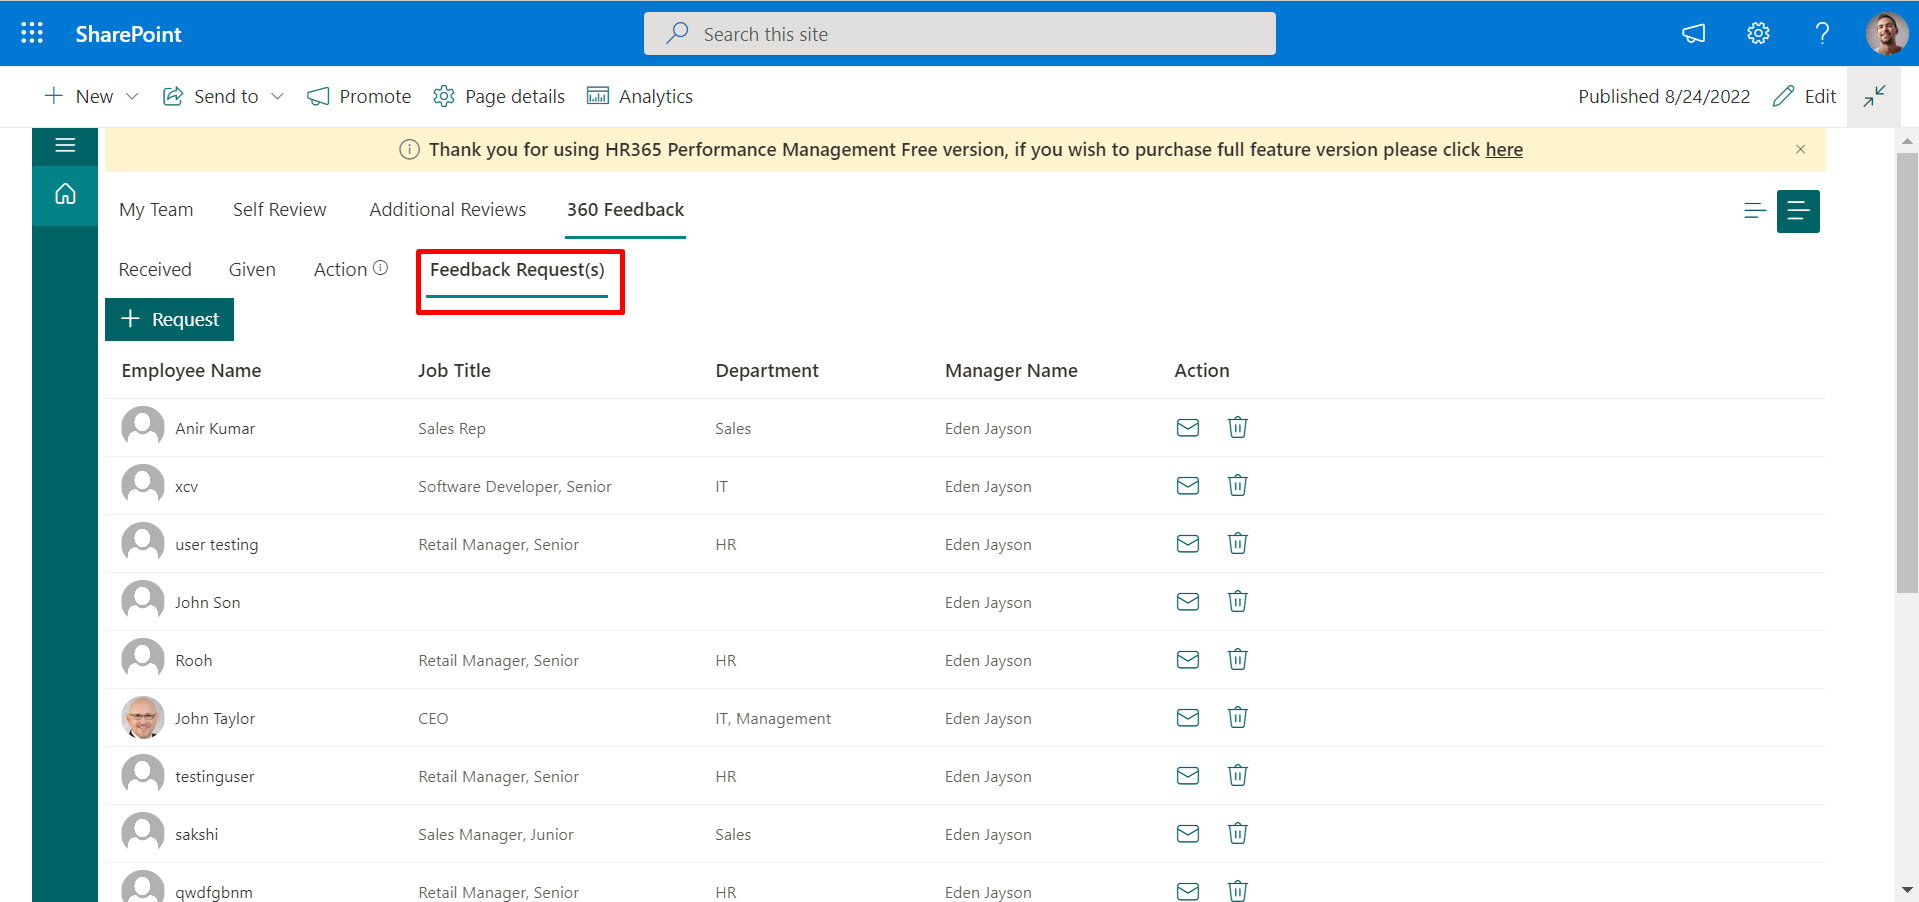 SharePoint
Search this site
New
Send to
Promote
Page details
Analytics
Published 8/24/2022
Edit
Thank you for using HR365 Performance Management Free version, if you wish to purchase full feature version please click here
My Team
Self Review
Additional Reviews
360 Feedback
Received
Given
Action
Feedback Request(s)
Request
Employee Name Job Title Department Manager Name Action
Anir Kumar Sales Rep Sales Eden Jayson
xcv Software Developer, Senior IT Eden Jayson
user testing Retail Manager, Senior HR Eden Jayson
John Son Eden Jayson
Rooh Retail Manager, Senior HR Eden Jayson
John Taylor CEO IT, Management Eden Jayson
testinguser Retail Manager, Senior HR Eden Jayson
sakshi Sales Manager, Junior Sales Eden Jayson
qwdfgbnm Retail Manager, Senior HR Eden Jayson